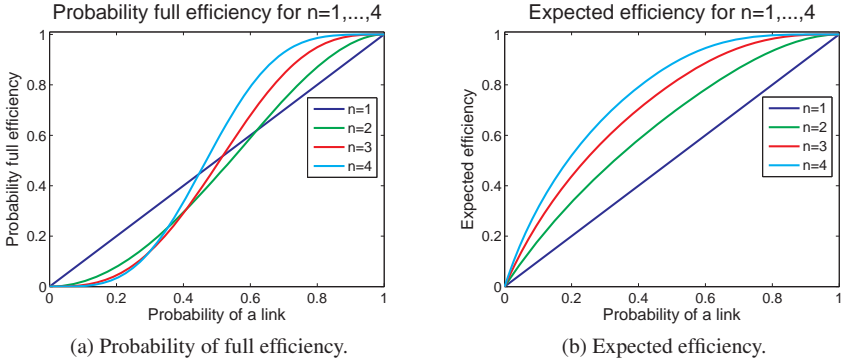 Probability full efficiency for n=1,...,4
Probability full efficiency
1
0.8
0.6
0.4
0.2
0
0
0.2
0.4
0.6
0.8
1
n=1
n=2
n=3
n=4
Probability of a link
(a) Probability of full efficiency.
Expected efficiency for n=1,...,4
Expected efficiency
1
0.8
0.6
0.4
0.2
0
0
0.2
0.4
0.6
0.8
1
n=1
n=2
n=3
n=4
Probability of a link
(b) Expected efficiency.